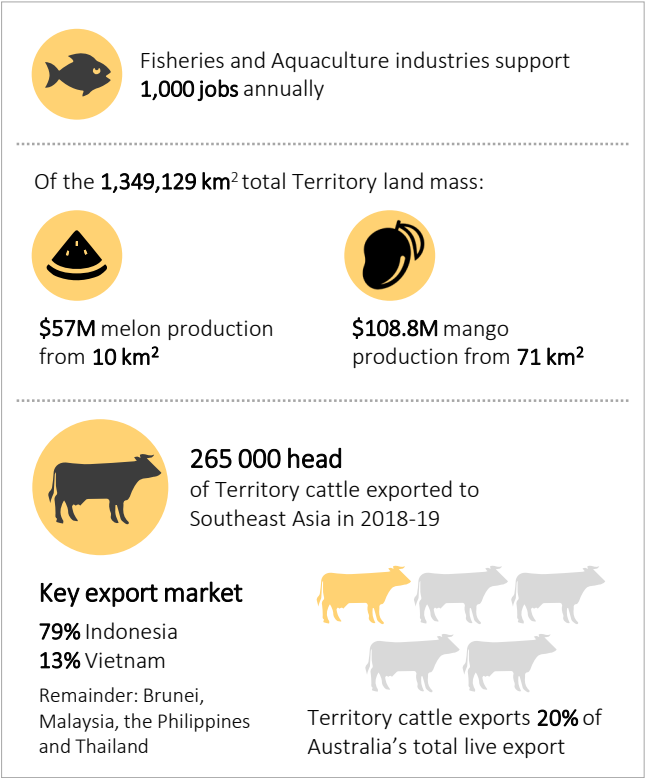 Fisheries and Aquaculture industries support
1,000 jobs annually
Of the 1,349,129 km² total Territory land mass:
$57M melon production
from 10 km²
$108.8M mango
production from 71 km²
265 000 head
of Territory cattle exported to
Southeast Asia in 2018-19
Key export market
79% Indonesia
13% Vietnam
Remainder: Brunei,
Malaysia, the Philippines
and Thailand
Territory cattle exports 20% of
Australia’s total live export